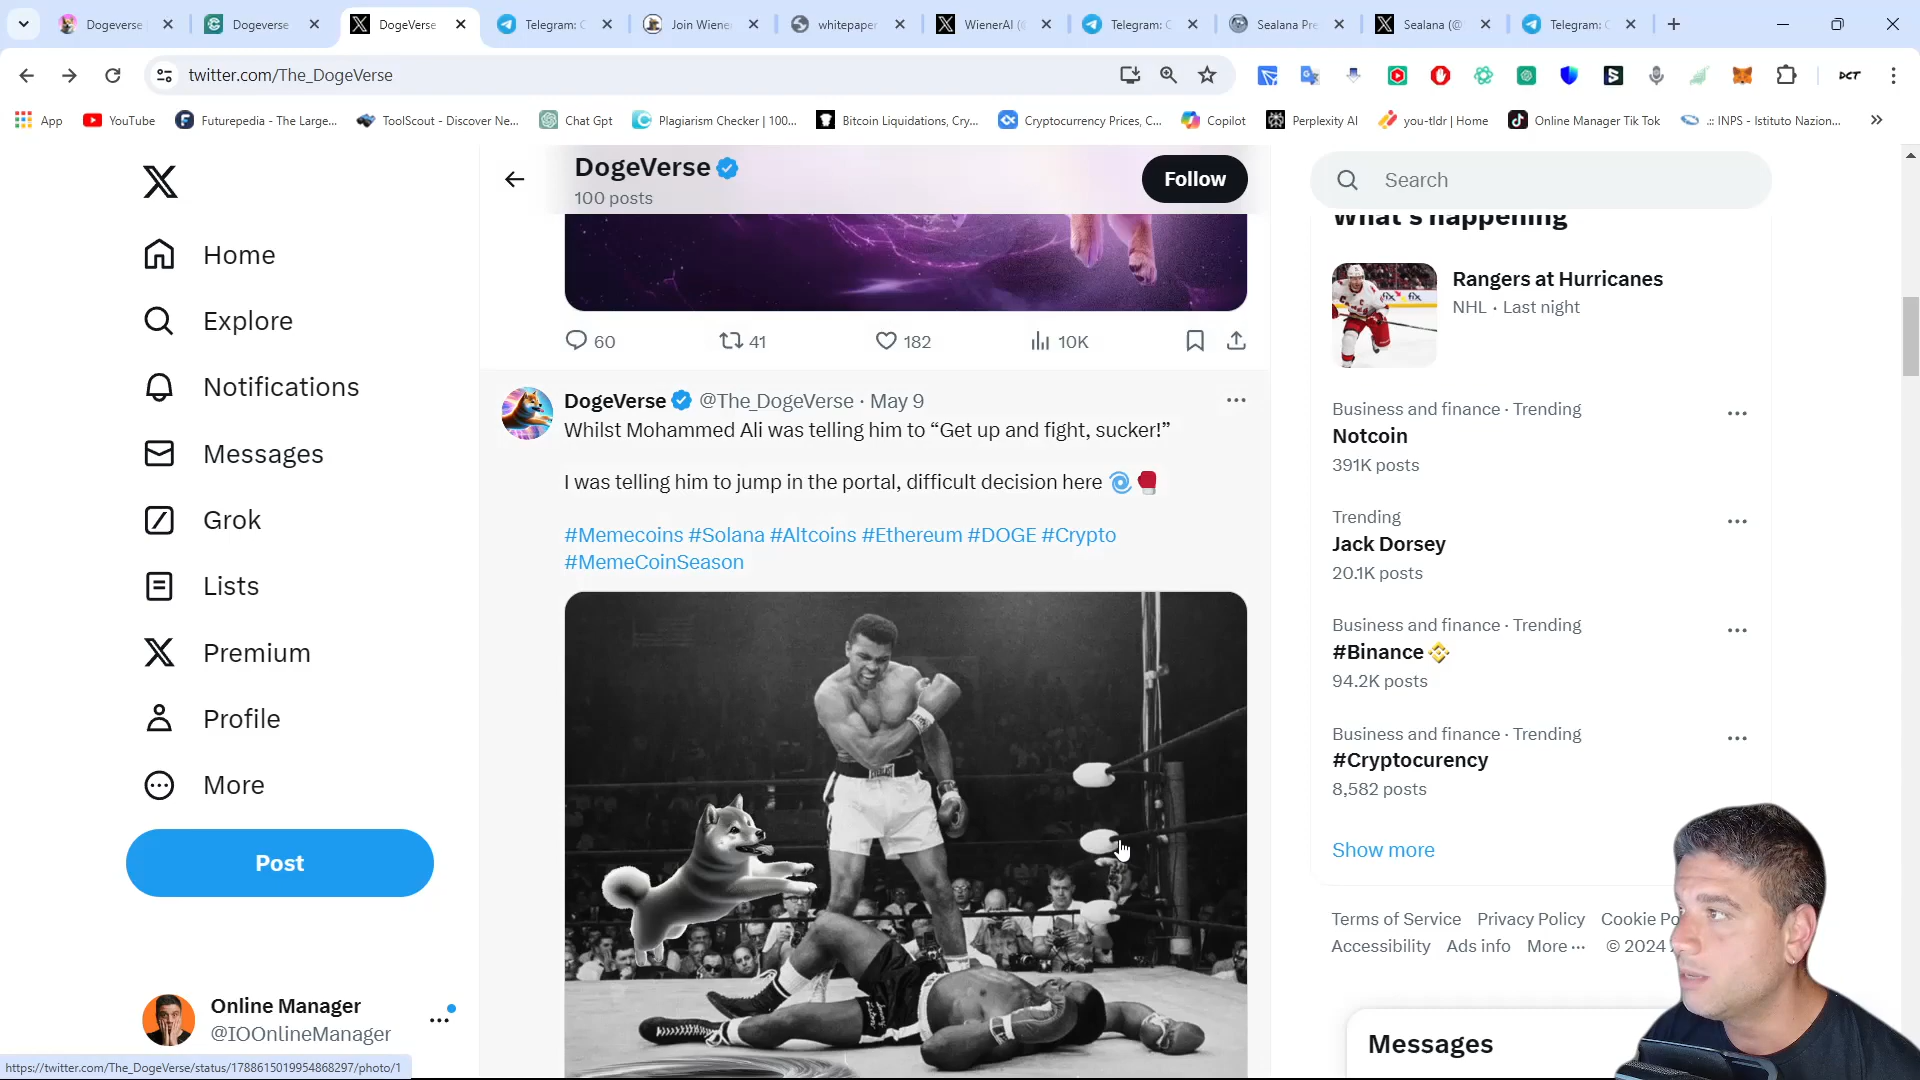 Dogeverse
Dogeverse
DogeVerse
Telegram: C
Join Wiene
whitepaper
WienerAI (
Telegram: C
Sealana Pre
Sealana (@
Telegram: C
twitter.com/The_DogeVerse
DCT
App
YouTube
Futurepedia - The Large...
ToolScout - Discover Ne...
Chat Gpt
Plagiarism Checker | 100...
Bitcoin Liquidations, Cry...
Cryptocurrency Prices, C...
Copilot
Perplexity AI
you-tldr | Home
Online Manager Tik Tok
.:: INPS - Istituto Nazion...
Home
Explore
Notifications
Messages
Grok
Lists
Premium
Profile
More
Post
Online Manager
@IOOnlineManager
https://twitter.com/The_DogeVerse/status/1788615019954868297/photo/1
DogeVerse
100 posts
Follow
60
41
182
10K
DogeVerse @The_DogeVerse · May 9
Whilst Mohammed Ali was telling him to “Get up and fight, sucker!”
I was telling him to jump in the portal, difficult decision here
#Memecoins #Solana #Altcoins #Ethereum #DOGE #Crypto
#MemeCoinSeason
EVERLAST
Search
What's happening
Rangers at Hurricanes
NHL · Last night
Business and finance · Trending
Notcoin
391K posts
Trending
Jack Dorsey
20.1K posts
Business and finance · Trending
#Binance
94.2K posts
Business and finance · Trending
#Cryptocurency
8,582 posts
Show more
Terms of Service Privacy Policy Cookie Po
Accessibility Ads info More ··· © 2024
Messages